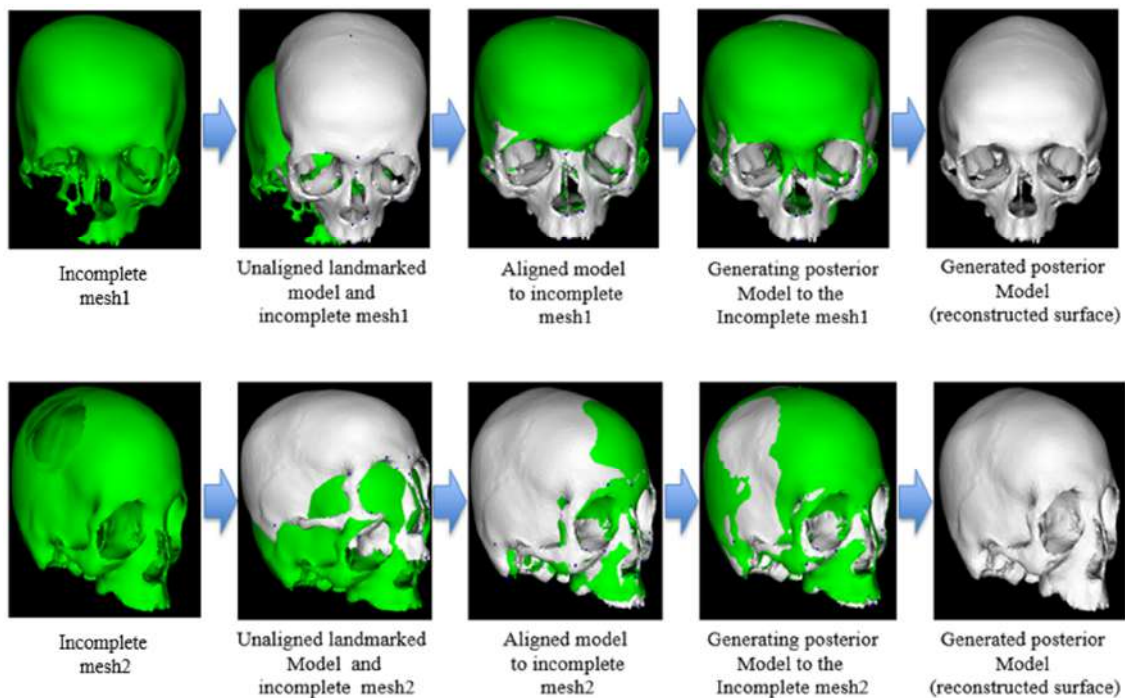 Incomplete
mesh1
Unaligned landmarked
model and
incomplete mesh1
Aligned model
to incomplete
mesh1
Generating posterior
Model to the
Incomplete mesh1
Generated posterior
Model
(reconstructed surface)
Incomplete
mesh2
Unaligned landmarked
Model and
incomplete mesh2
Aligned model
to incomplete
mesh2
Generating posterior
Model to the
Incomplete mesh2
Generated posterior
Model
(reconstructed surface)